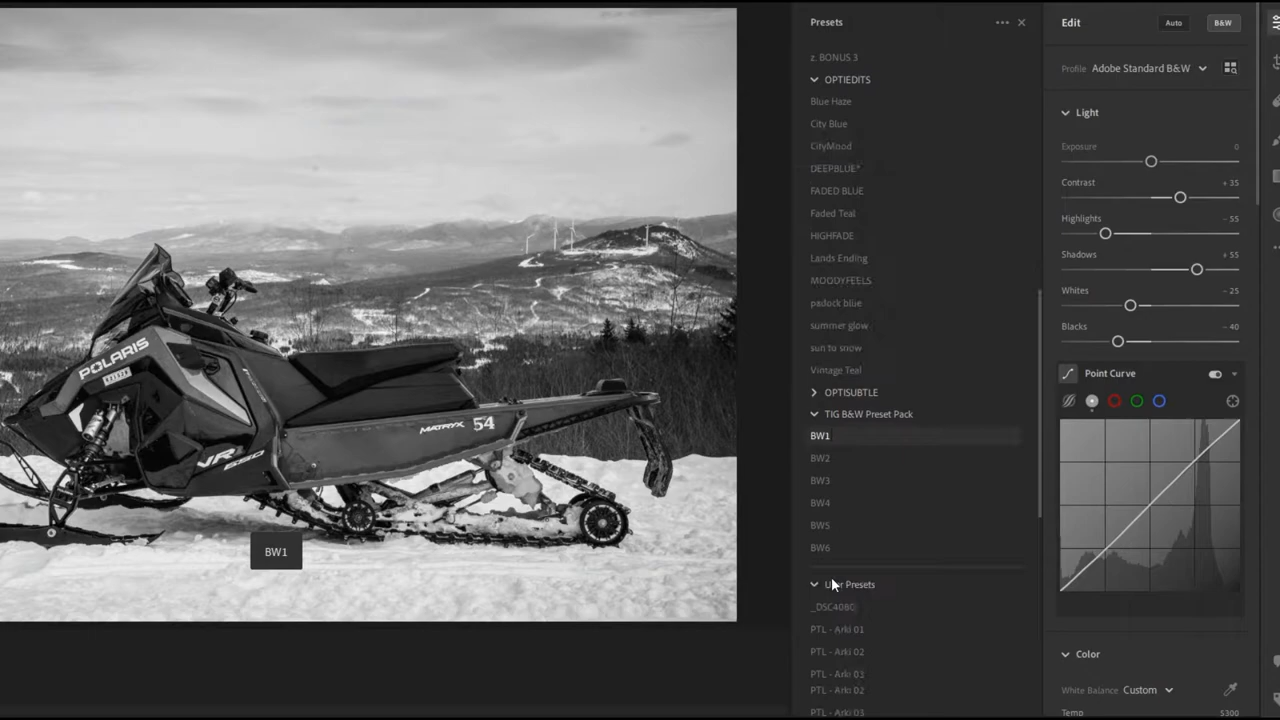 POLARIS
MATRYX 54
VR1
650
BW1
Presets
z. BONUS 3
OPTIEDITS
Blue Haze
City Blue
CityMood
DEEPBLUE*
FADED BLUE
Faded Teal
HIGHFADE
Lands Ending
MOODYFEELS
padock blue
summer glow
sun to snow
Vintage Teal
OPTISUBTLE
TIG B&W Preset Pack
BW1
BW2
BW3
BW4
BW5
BW6
User Presets
_DSC4060
PTL - Arki 01
PTL - Arki 02
PTL - Arki 03
PTL - Arki 02
PTL - Arki 03
Edit
Auto
B&W
Profile Adobe Standard B&W
Light
Exposure 0
Contrast + 35
Highlights - 55
Shadows + 55
Whites - 25
Blacks - 40
Point Curve
Color
White Balance Custom
Temp 5300